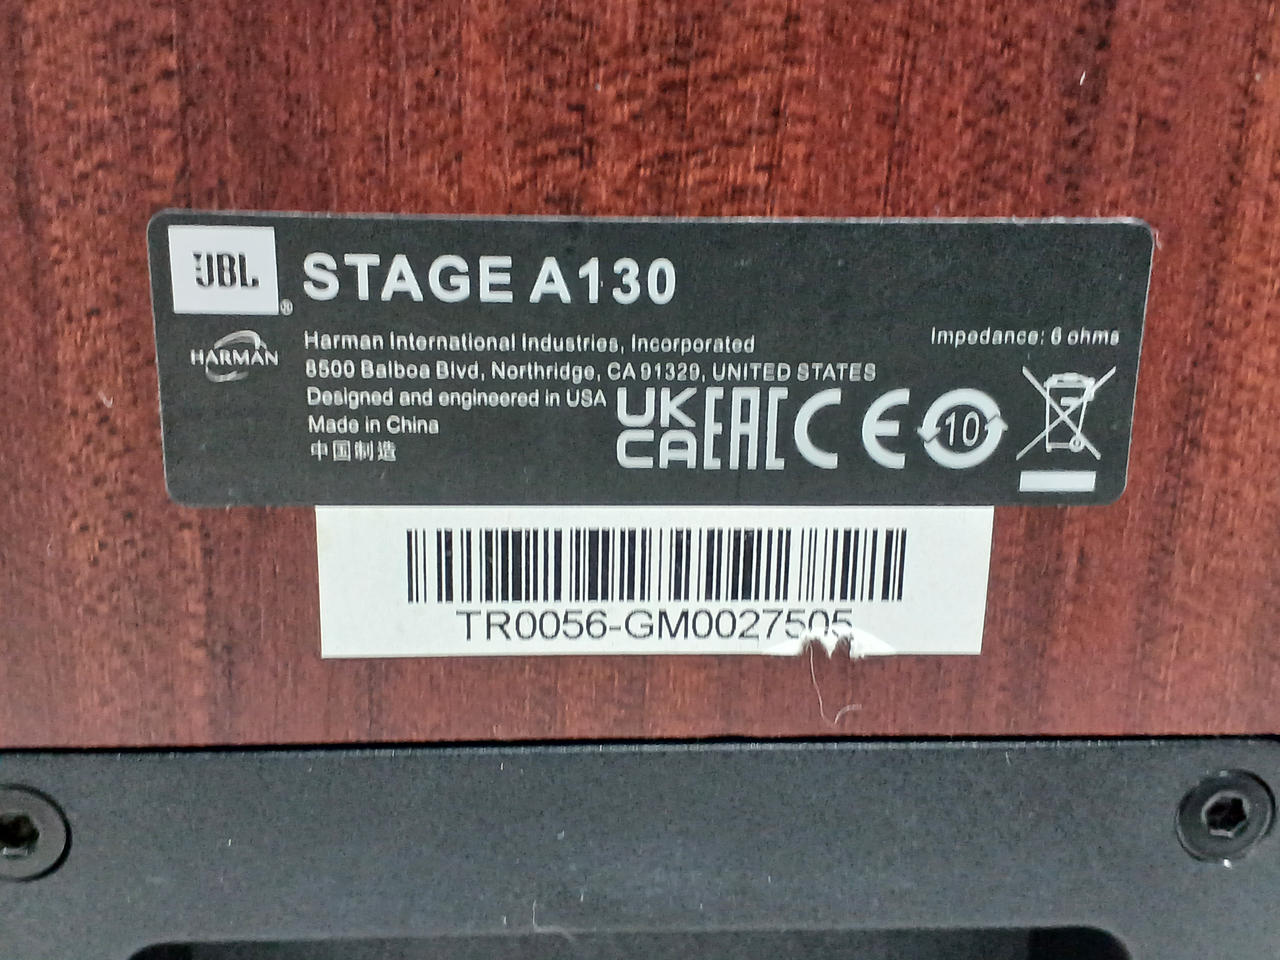 JBL
STAGE A130
HARMAN
Harman International Industries, Incorporated
Impedance: 6 ohms
8500 Balboa Blvd, Northridge, CA 91329, UNITED STATES
Designed and engineered in USA
Made in China
中国制造
UK
CA
EAC
CE
10
TR0056-GM0027505